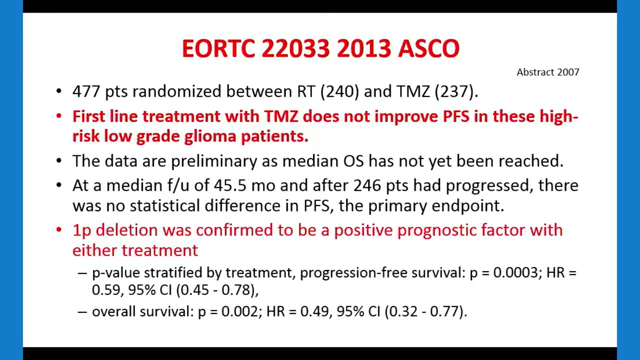 EORTC 22033 2013 ASCO
Abstract 2007
• 477 pts randomized between RT (240) and TMZ (237).
• First line treatment with TMZ does not improve PFS in these high-
risk low grade glioma patients.
• The data are preliminary as median OS has not yet been reached.
• At a median f/u of 45.5 mo and after 246 pts had progressed, there
was no statistical difference in PFS, the primary endpoint.
• 1p deletion was confirmed to be a positive prognostic factor with
either treatment
– p-value stratified by treatment, progression-free survival: p = 0.0003; HR =
0.59, 95% CI (0.45 - 0.78),
– overall survival: p = 0.002; HR = 0.49, 95% CI (0.32 - 0.77).